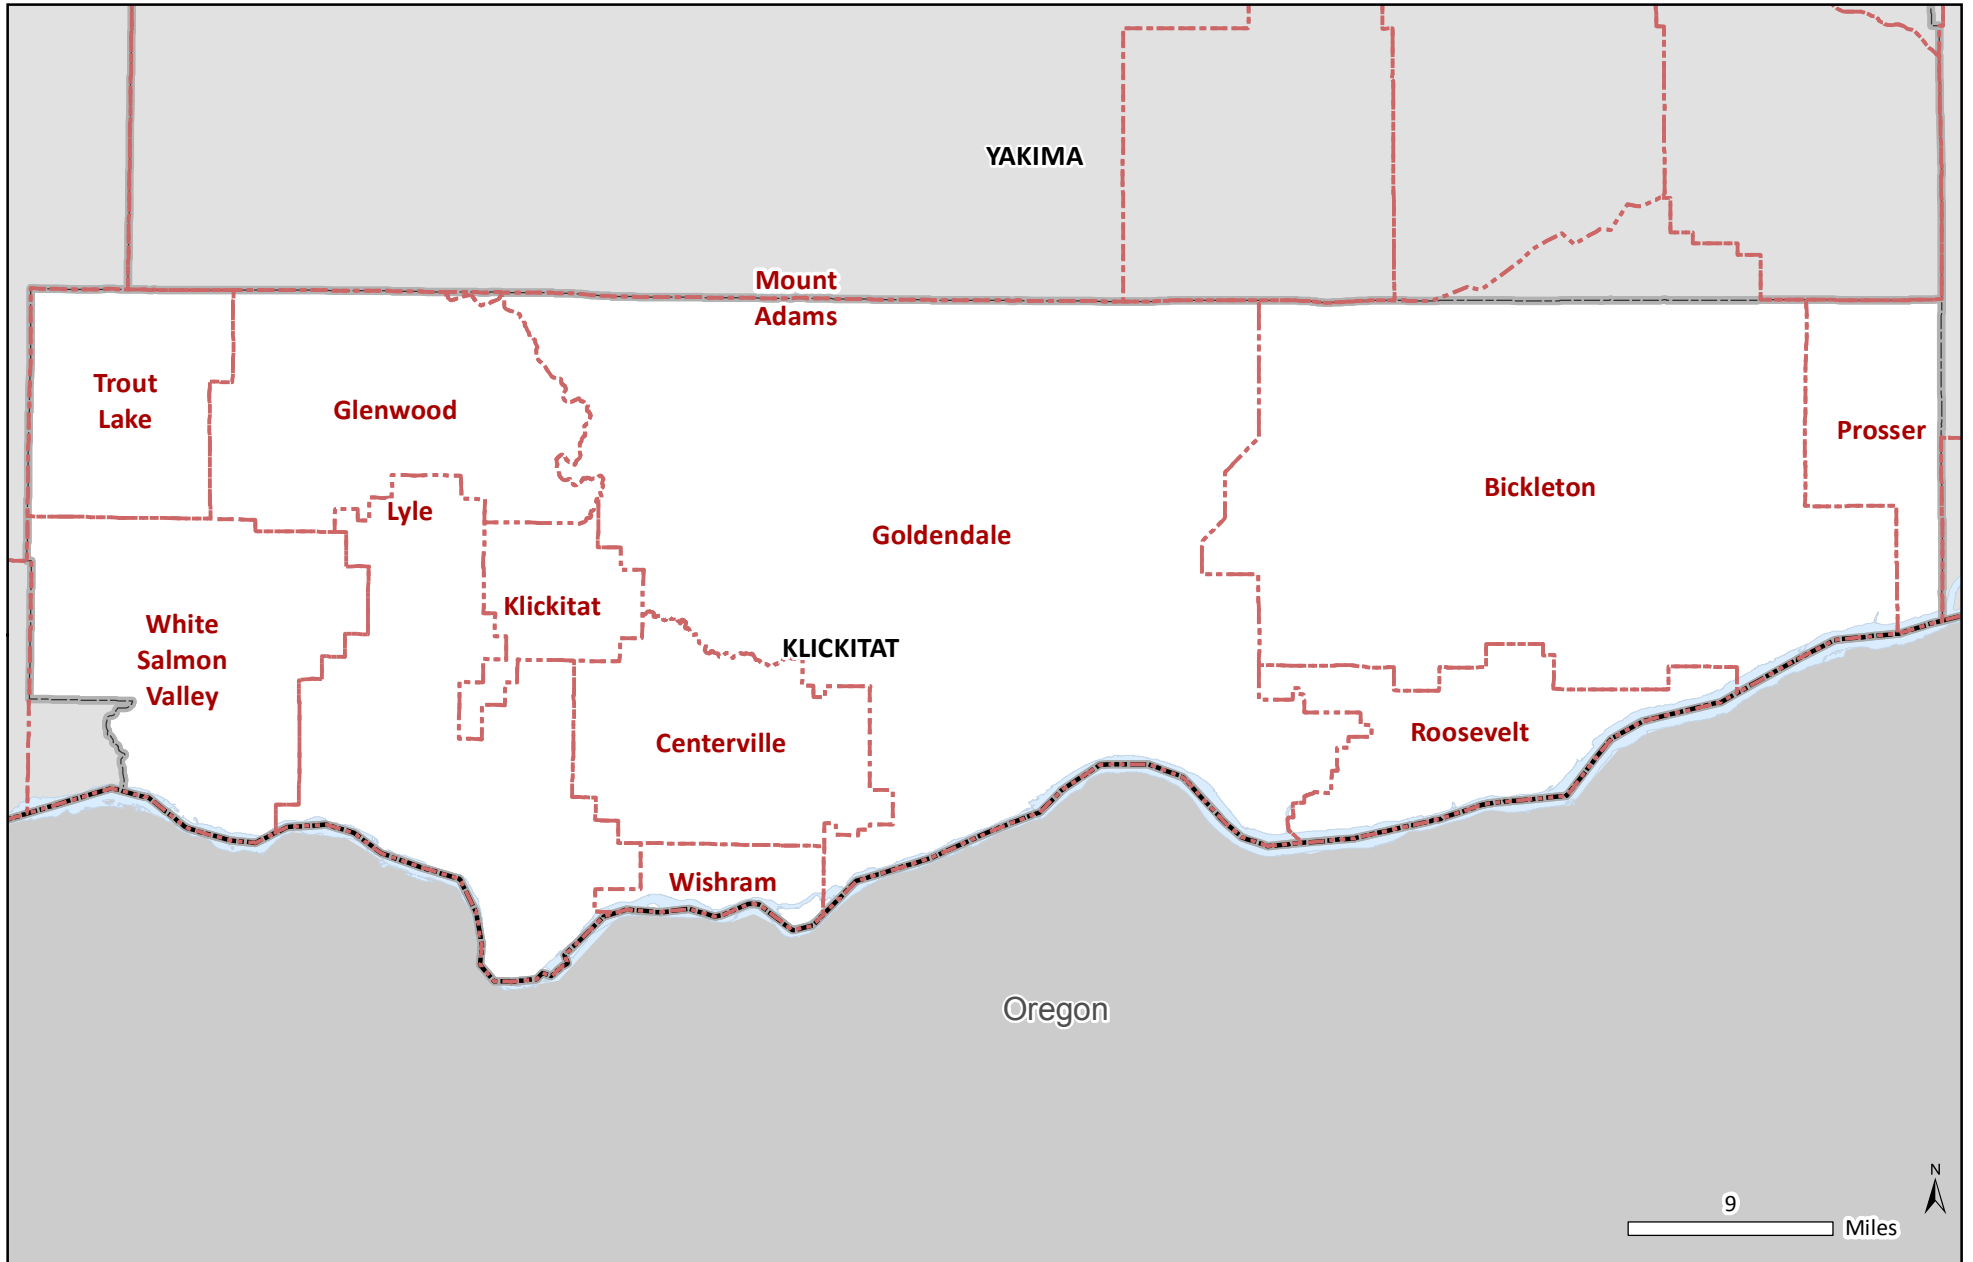 YAKIMA
Mount
Adams
Trout
Lake
Glenwood
Prosser
Bickleton
Lyle
Goldendale
Klickitat
White
Salmon
Valley
KLICKITAT
Roosevelt
Centerville
Wishram
Oregon
N
9
Miles